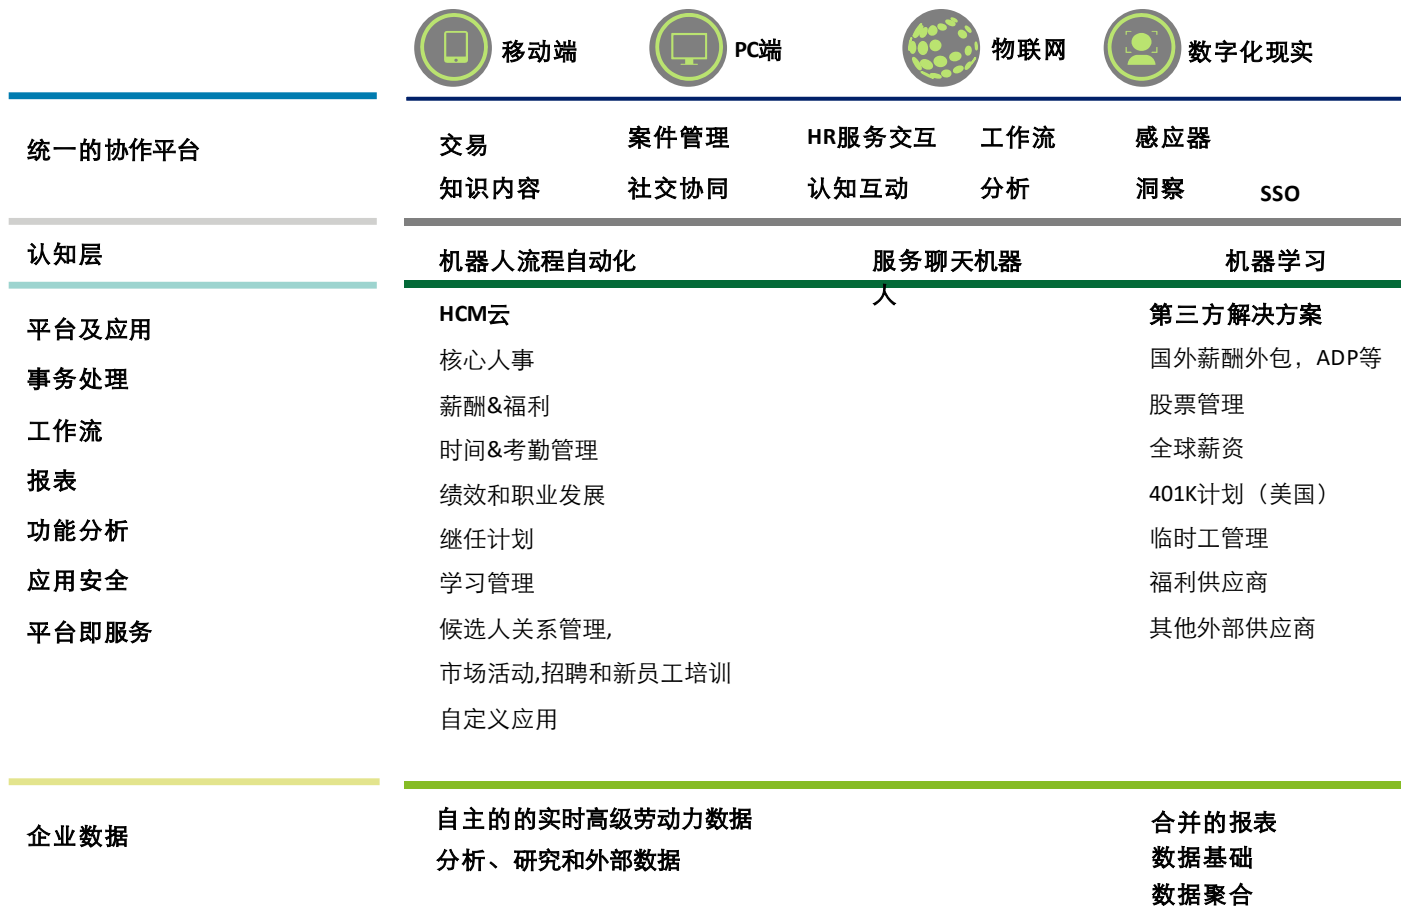 移动端
PC端
物联网
数字化现实
统一的协作平台
交易
案件管理
HR服务交互
工作流
感应器
知识内容
社交协同
认知互动
分析
洞察
SSO
认知层
机器人流程自动化
服务聊天机器
人
机器学习
平台及应用
事务处理
工作流
报表
功能分析
应用安全
平台即服务
HCM云
核心人事
薪酬&福利
时间&考勤管理
绩效和职业发展
继任计划
学习管理
候选人关系管理,
市场活动,招聘和新员工培训
自定义应用
第三方解决方案
国外薪酬外包，ADP等
股票管理
全球薪资
401K计划（美国）
临时工管理
福利供应商
其他外部供应商
企业数据
自主的的实时高级劳动力数据
分析、研究和外部数据
合并的报表
数据基础
数据聚合